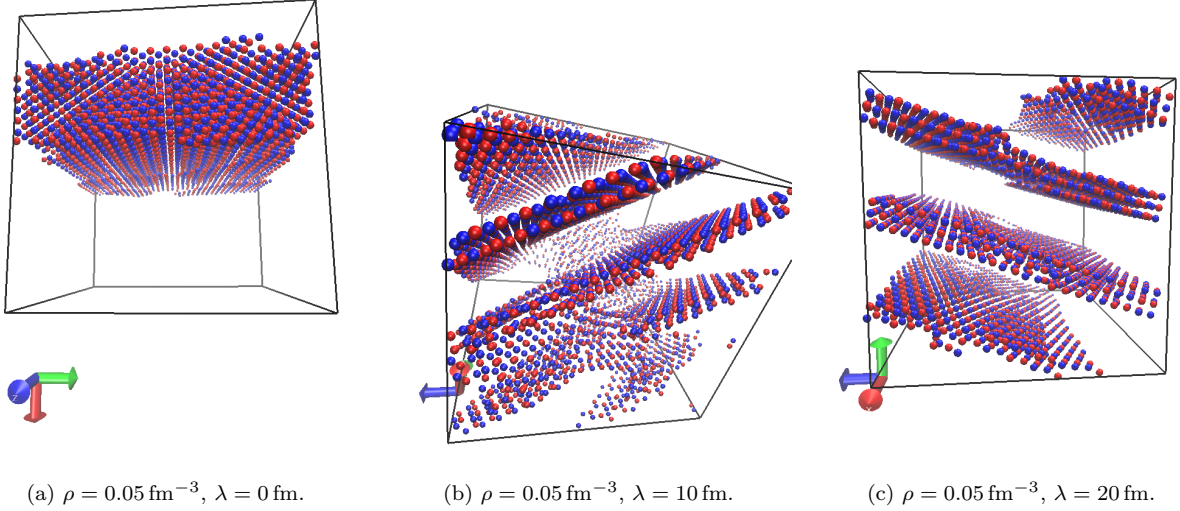 (a) ρ = 0.05 fm⁻³, λ = 0 fm.
(b) ρ = 0.05 fm⁻³, λ = 10 fm.
(c) ρ = 0.05 fm⁻³, λ = 20 fm.